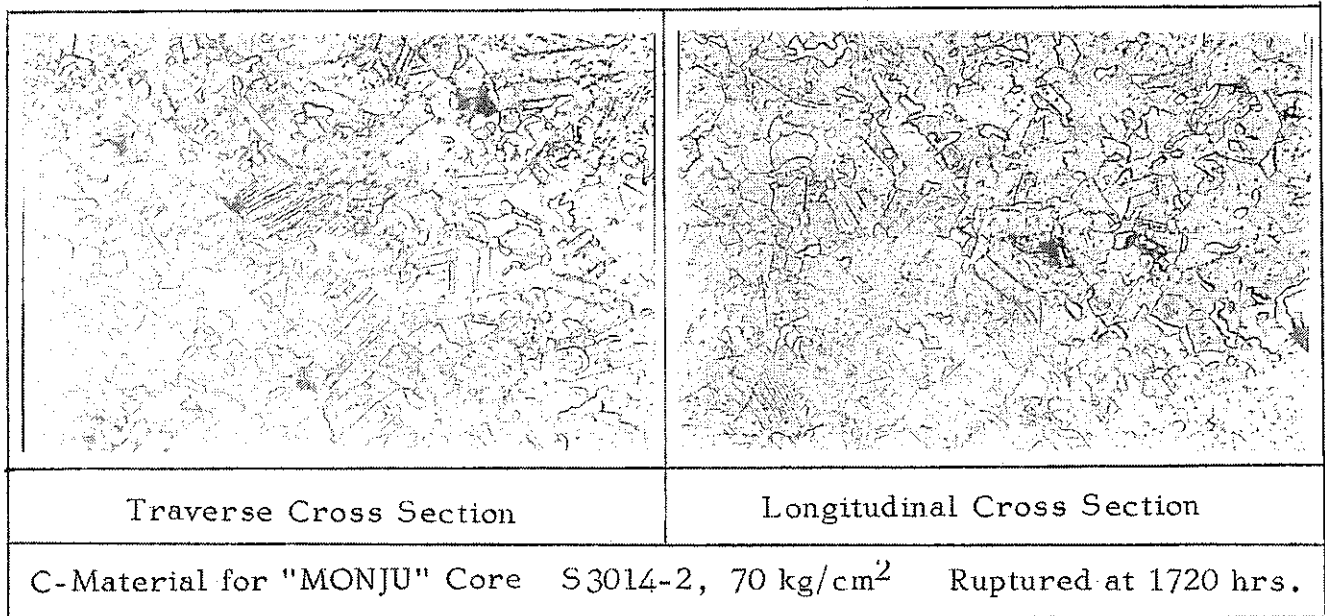 Traverse Cross Section
Longitudinal Cross Section
C-Material for "MONJU" Core S3014-2, 70 kg/cm² Ruptured at 1720 hrs.